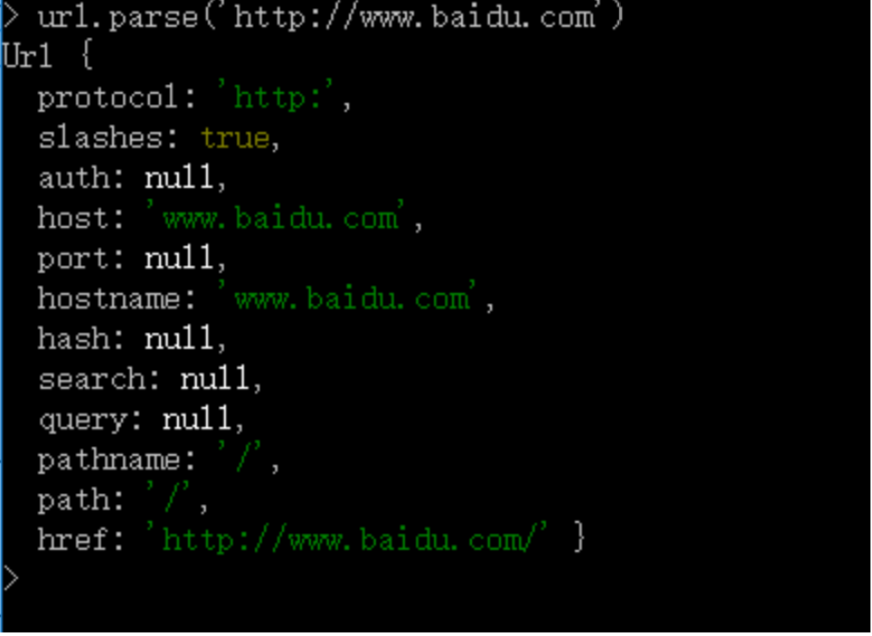 > url.parse('http://www.baidu.com')
Url {
  protocol: 'http:',
  slashes: true,
  auth: null,
  host: 'www.baidu.com',
  port: null,
  hostname: 'www.baidu.com',
  hash: null,
  search: null,
  query: null,
  pathname: '/',
  path: '/',
  href: 'http://www.baidu.com/' }
>